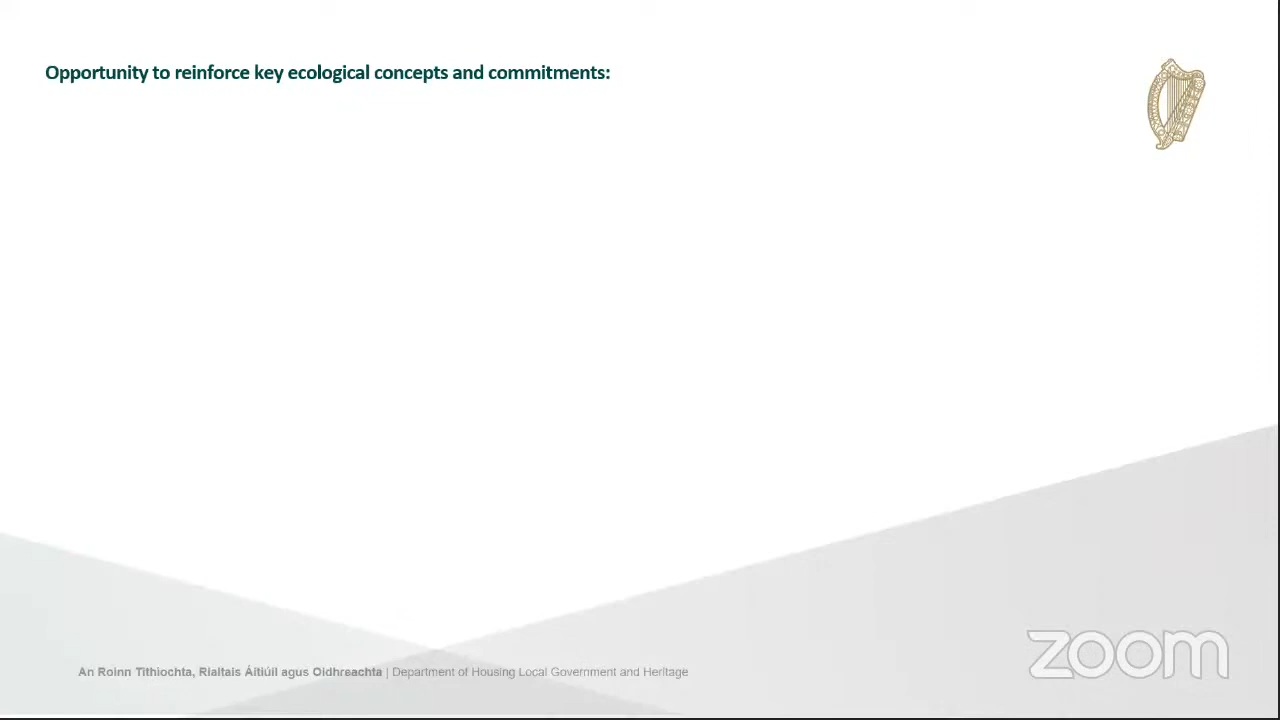 Opportunity to reinforce key ecological concepts and commitments:
An Roinn Tithiochta, Rialtais Áitiúil agus Oidhreachta | Department of Housing Local Government and Heritage
zoom